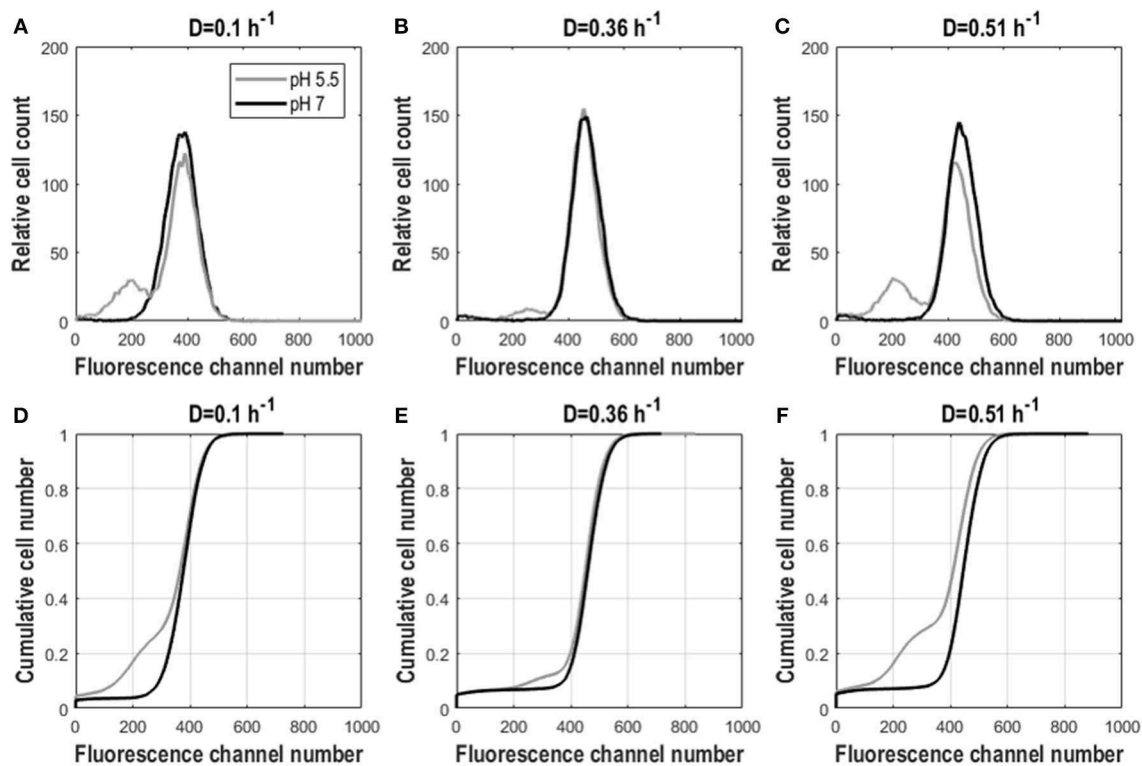 A
D=0.1 h-1
200
150
100
50
0
0 200 400 600 800 1000
Relative cell count
Fluorescence channel number
pH 5.5
pH 7
B
D=0.36 h-1
200
150
100
50
0
0 200 400 600 800 1000
Relative cell count
Fluorescence channel number
C
D=0.51 h-1
200
150
100
50
0
0 200 400 600 800 1000
Relative cell count
Fluorescence channel number
D
D=0.1 h-1
1
0.8
0.6
0.4
0.2
0
0 200 400 600 800 1000
Cumulative cell number
Fluorescence channel number
E
D=0.36 h-1
1
0.8
0.6
0.4
0.2
0
0 200 400 600 800 1000
Cumulative cell number
Fluorescence channel number
F
D=0.51 h-1
1
0.8
0.6
0.4
0.2
0
0 200 400 600 800 1000
Cumulative cell number
Fluorescence channel number